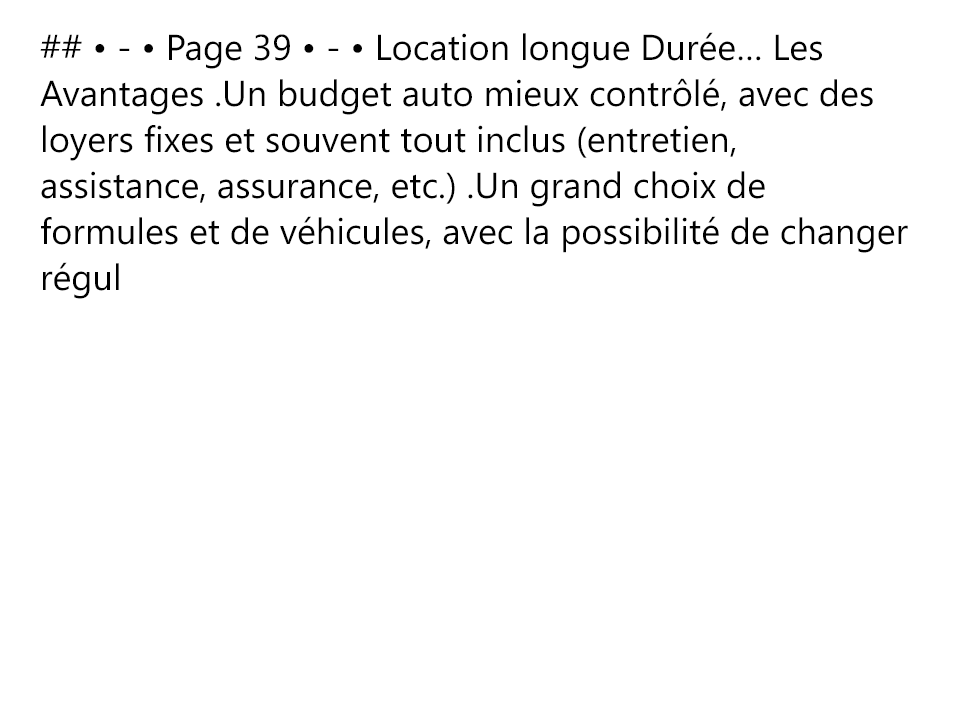 ## • - • Page 39 • - • Location longue Durée... Les
Avantages .Un budget auto mieux contrôlé, avec des
loyers fixes et souvent tout inclus (entretien,
assistance, assurance, etc.) .Un grand choix de
formules et de véhicules, avec la possibilité de changer
régul